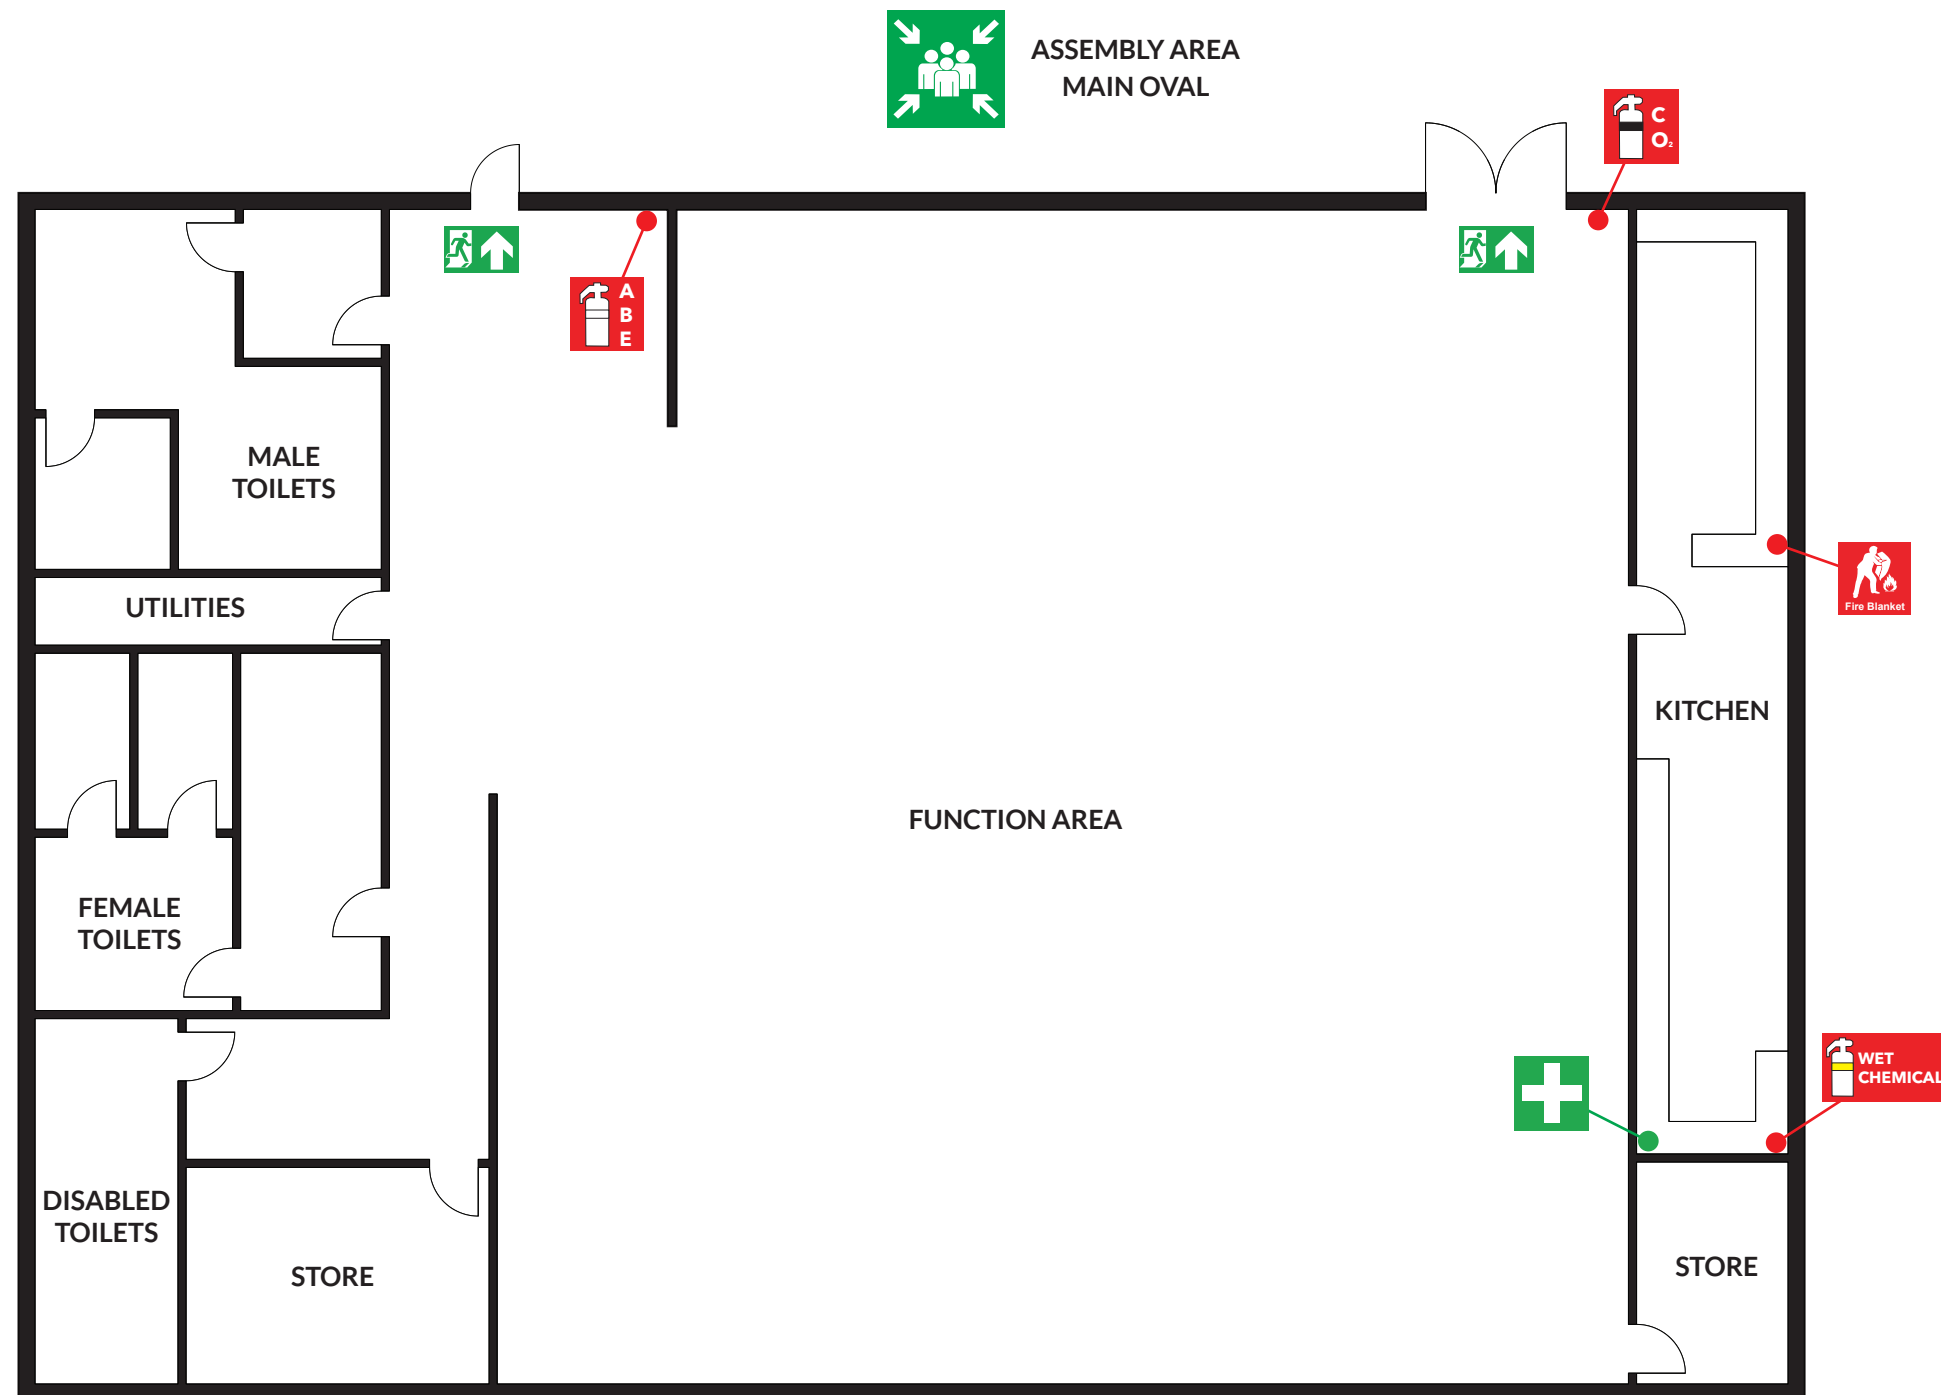 ASSEMBLY AREA
MAIN OVAL
C
O₂
A
B
E
MALE
TOILETS
Fire Blanket
UTILITIES
KITCHEN
FUNCTION AREA
FEMALE
TOILETS
WET
CHEMICAL
DISABLED
TOILETS
STORE
STORE